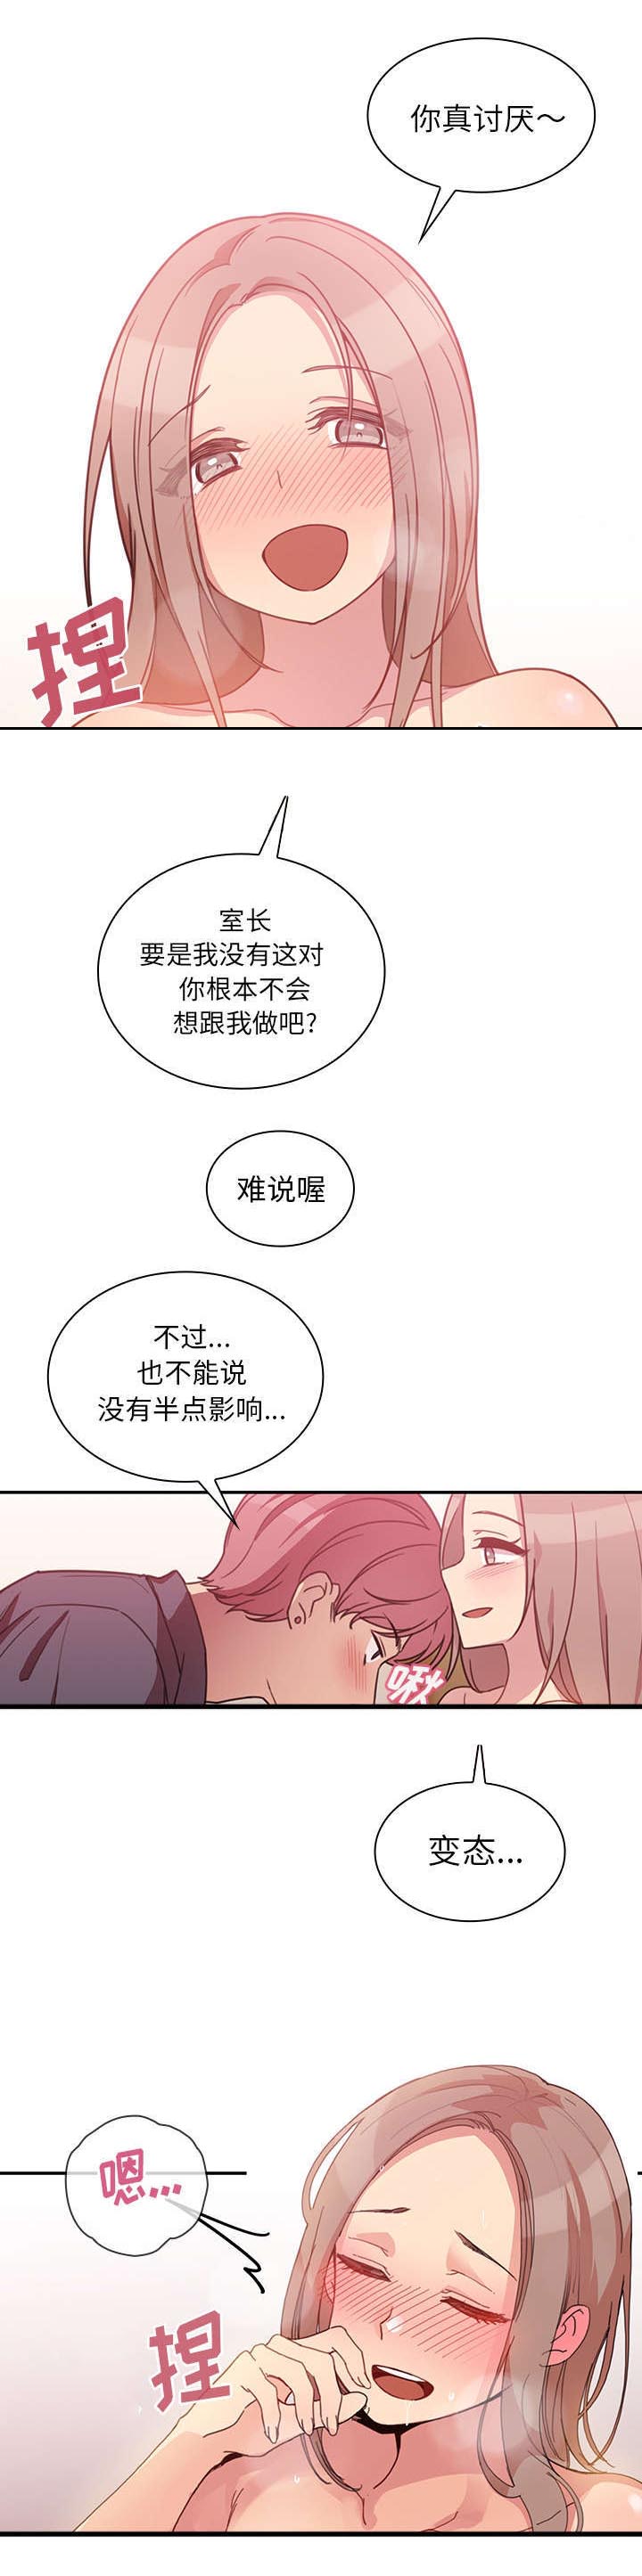 你真讨厌～
捏
室长
要是我没有这对
你根本不会
想跟我做吧?
难说喔
不过...
也不能说
没有半点影响...
啾
变态...
嗯...
捏